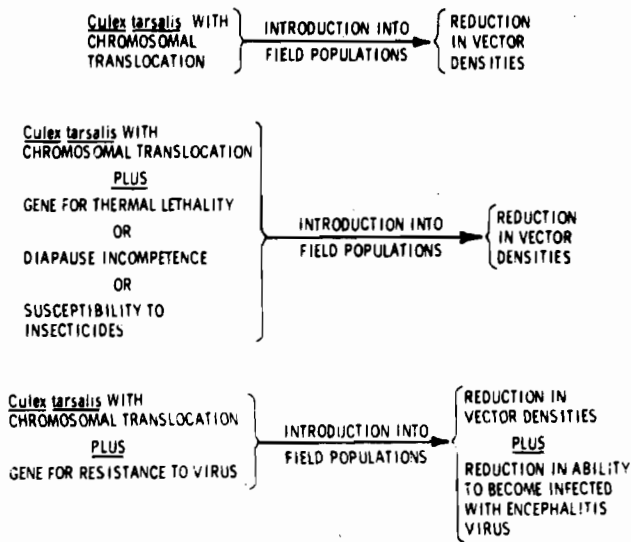 Culex tarsalis WITH
CHROMOSOMAL
TRANSLOCATION
INTRODUCTION INTO
FIELD POPULATIONS
REDUCTION
IN VECTOR
DENSITIES
Culex tarsalis WITH
CHROMOSOMAL TRANSLOCATION
PLUS
GENE FOR THERMAL LETHALITY
OR
DIAPAUSE INCOMPETENCE
OR
SUSCEPTIBILITY TO
INSECTICIDES
INTRODUCTION INTO
FIELD POPULATIONS
REDUCTION
IN VECTOR
DENSITIES
Culex tarsalis WITH
CHROMOSOMAL TRANSLOCATION
PLUS
GENE FOR RESISTANCE TO VIRUS
INTRODUCTION INTO
FIELD POPULATIONS
REDUCTION IN
VECTOR DENSITIES
PLUS
REDUCTION IN ABILITY
TO BECOME INFECTED
WITH ENCEPHALITIS
VIRUS